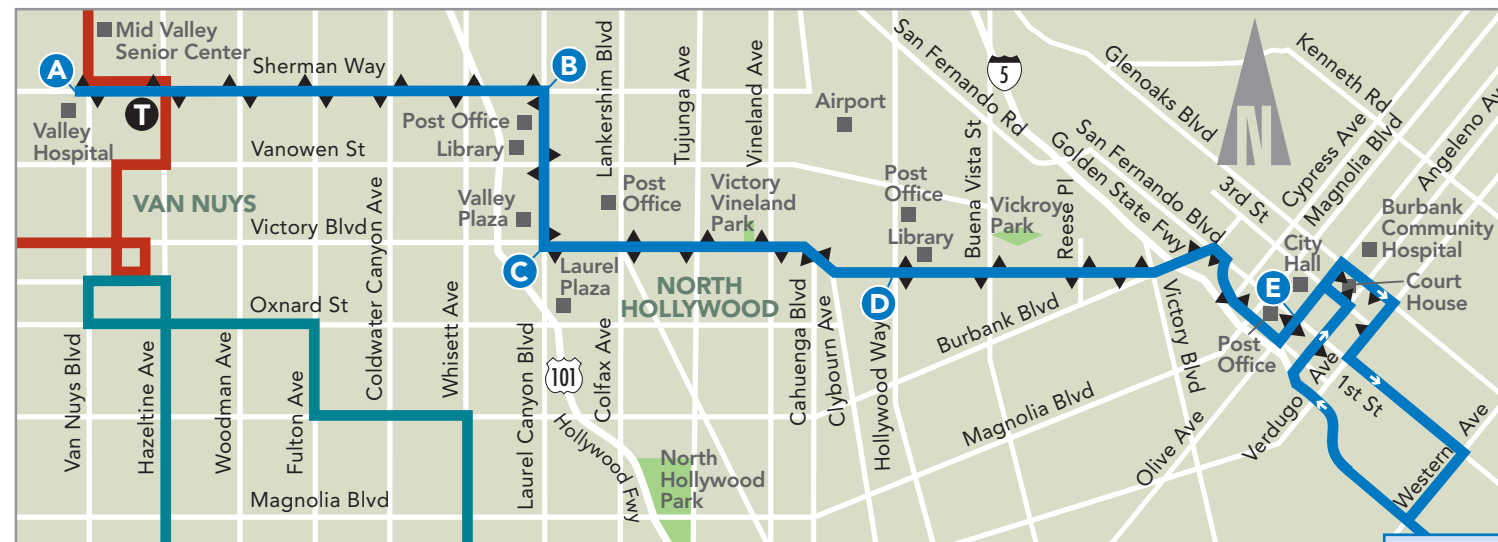 Mid Valley
Senior Center
A
Sherman Way
B
T
Valley
Hospital
Post Office
Library
Vanowen St
Lankershim Blvd
Tujunga Ave
Vineland Ave
Airport
San Fernando Rd
5
Glenoaks Blvd
Kenneth Rd
N
VAN NUYS
Coldwater Canyon Ave
Valley
Plaza
Post
Office
Victory
Vineland
Park
Post
Office
Library
Buena Vista St
Vickroy
Park
Reese Pl
Golden State Fwy
San Fernando Blvd
3rd St
Cypress Ave
Magnolia Blvd
Angeleno Av
Burbank
Community
Hospital
City
Hall
Court
House
Victory Blvd
C
Laurel
Plaza
NORTH
HOLLYWOOD
D
E
Oxnard St
Burbank Blvd
Post
Office
Van Nuys Blvd
Hazeltine Ave
Woodman Ave
Fulton Ave
Whisett Ave
Laurel Canyon Blvd
101
Colfax Ave
Hollywood Fwy
Cahuenga Blvd
Clybourn Ave
Hollywood Way
Magnolia Blvd
Victory Blvd
Olive Ave
Verdugo Ave
1st St
Western Ave
North
Hollywood
Park
Magnolia Blvd